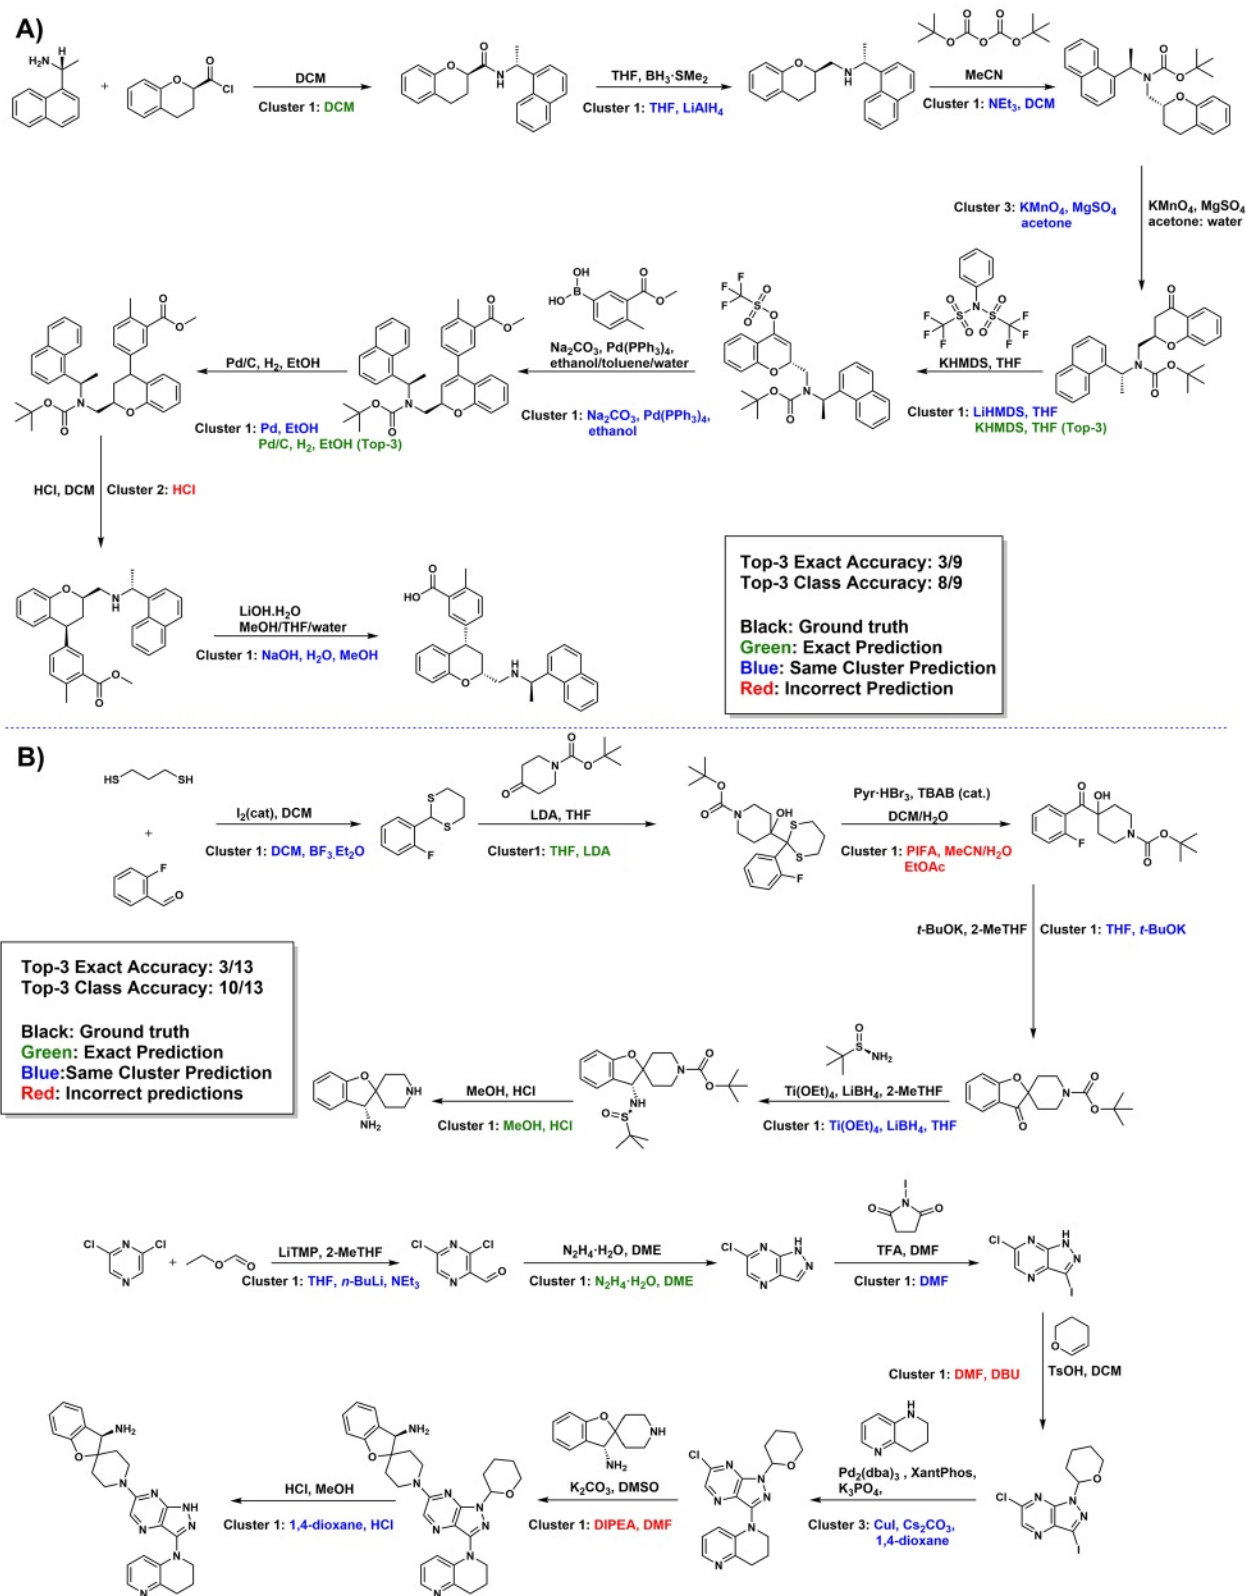 A)
DCM
Cluster 1: DCM
THF, BH₃·SMe₂
Cluster 1: THF, LiAlH₄
MeCN
Cluster 1: NEt₃, DCM
Cluster 3: KMnO₄, MgSO₄
acetone
KMnO₄, MgSO₄
acetone: water
KHMDS, THF
Cluster 1: LiHMDS, THF
KHMDS, THF (Top-3)
Na₂CO₃, Pd(PPh₃)₄,
ethanol/toluene/water
Cluster 1: Na₂CO₃, Pd(PPh₃)₄,
ethanol
Pd/C, H₂, EtOH
Cluster 1: Pd, EtOH
Pd/C, H₂, EtOH (Top-3)
HCl, DCM
Cluster 2: HCl
LiOH.H₂O
MeOH/THF/water
Cluster 1: NaOH, H₂O, MeOH
Top-3 Exact Accuracy: 3/9
Top-3 Class Accuracy: 8/9
Black: Ground truth
Green: Exact Prediction
Blue: Same Cluster Prediction
Red: Incorrect Prediction
B)
I₂(cat), DCM
Cluster 1: DCM, BF₃.Et₂O
LDA, THF
Cluster1: THF, LDA
Pyr·HBr₃, TBAB (cat.)
DCM/H₂O
Cluster 1: PIFA, MeCN/H₂O
EtOAc
t-BuOK, 2-MeTHF
Cluster 1: THF, t-BuOK
Ti(OEt)₄, LiBH₄, 2-MeTHF
Cluster 1: Ti(OEt)₄, LiBH₄, THF
MeOH, HCl
Cluster 1: MeOH, HCl
Top-3 Exact Accuracy: 3/13
Top-3 Class Accuracy: 10/13
Black: Ground truth
Green: Exact Prediction
Blue:Same Cluster Prediction
Red: Incorrect predictions
LiTMP, 2-MeTHF
Cluster 1: THF, n-BuLi, NEt₃
N₂H₄·H₂O, DME
Cluster 1: N₂H₄·H₂O, DME
TFA, DMF
Cluster 1: DMF
Cluster 1: DMF, DBU
TsOH, DCM
Pd₂(dba)₃ , XantPhos,
K₃PO₄,
Cluster 3: CuI, Cs₂CO₃,
1,4-dioxane
K₂CO₃, DMSO
Cluster 1: DIPEA, DMF
HCl, MeOH
Cluster 1: 1,4-dioxane, HCl